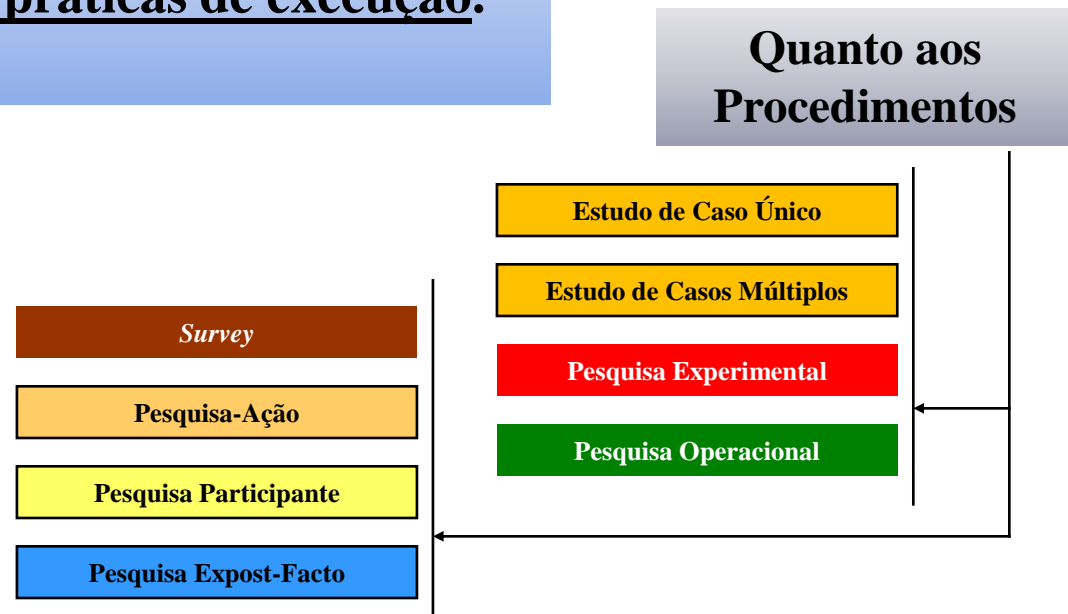 práticas de execução.
Quanto aos
Procedimentos
Estudo de Caso Único
Estudo de Casos Múltiplos
Pesquisa Experimental
Pesquisa Operacional
Survey
Pesquisa-Ação
Pesquisa Participante
Pesquisa Expost-Facto